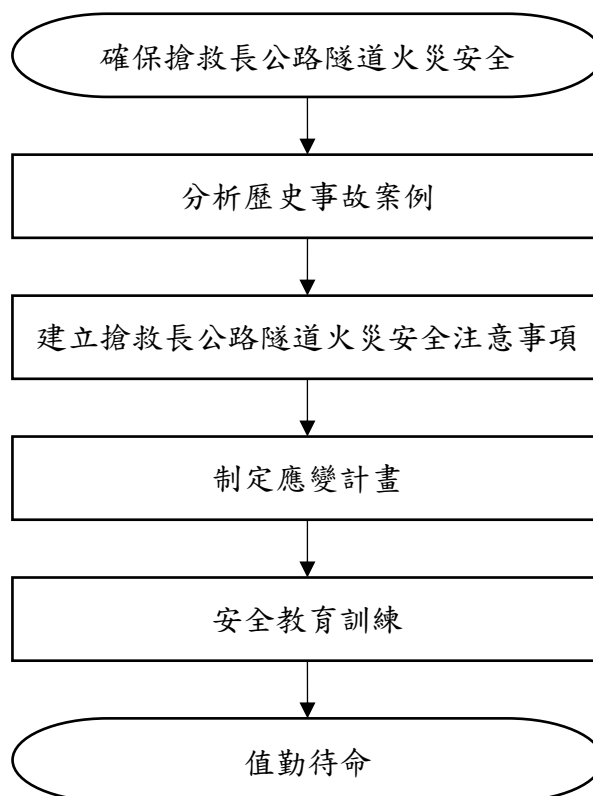 確保搶救長公路隧道火災安全
分析歷史事故案例
建立搶救長公路隧道火災安全注意事項
制定應變計畫
安全教育訓練
值勤待命